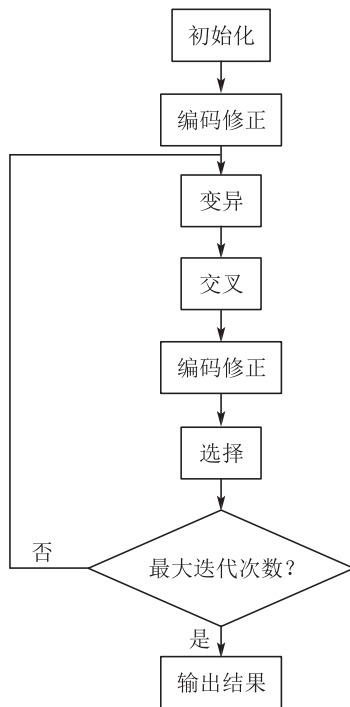 初始化
编码修正
变异
交叉
编码修正
选择
最大迭代次数?
否
是
输出结果